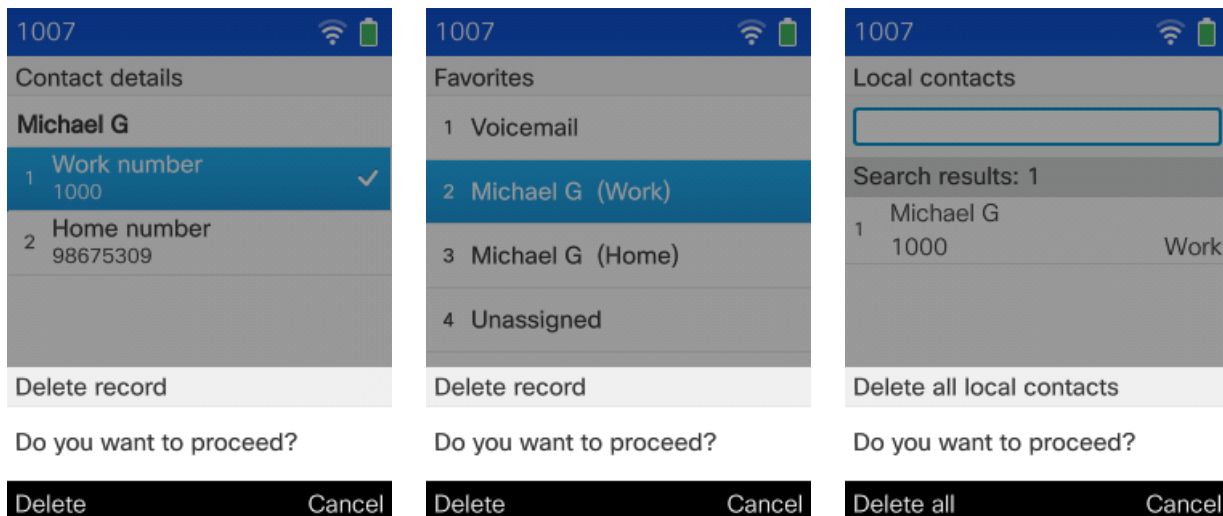 1007
Contact details
Michael G
1 Work number
1000
2 Home number
98675309
Delete record
Do you want to proceed?
Delete Cancel
1007
Favorites
1 Voicemail
2 Michael G (Work)
3 Michael G (Home)
4 Unassigned
Delete record
Do you want to proceed?
Delete Cancel
1007
Local contacts
Search results: 1
1 Michael G
1000 Work
Delete all local contacts
Do you want to proceed?
Delete all Cancel